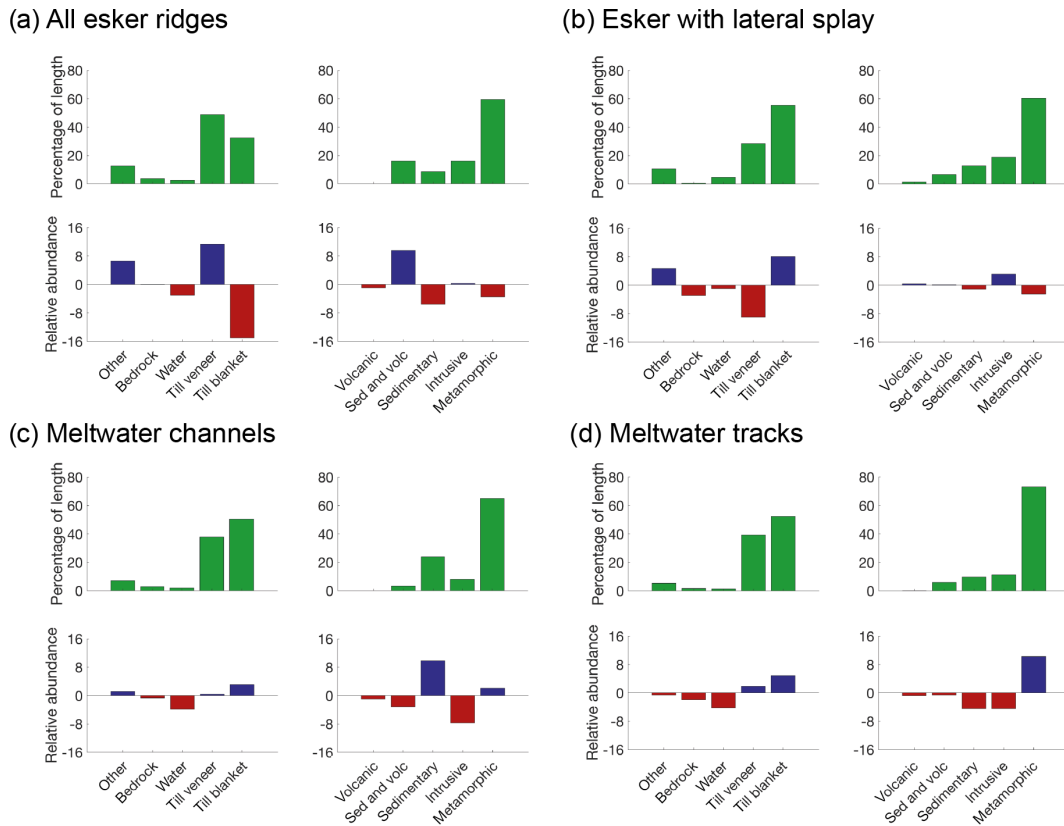 (a) All esker ridges
Percentage of length
80
60
40
20
0
80
60
40
20
0
Relative abundance
16
8
0
-8
-16
16
8
0
-8
-16
Other
Bedrock
Water
Till veneer
Till blanket
Volcanic
Sed and volc
Sedimentary
Intrusive
Metamorphic
(b) Esker with lateral splay
Percentage of length
80
60
40
20
0
80
60
40
20
0
Relative abundance
16
8
0
-8
-16
16
8
0
-8
-16
Other
Bedrock
Water
Till veneer
Till blanket
Volcanic
Sed and volc
Sedimentary
Intrusive
Metamorphic
(c) Meltwater channels
Percentage of length
80
60
40
20
0
80
60
40
20
0
Relative abundance
16
8
0
-8
-16
16
8
0
-8
-16
Other
Bedrock
Water
Till veneer
Till blanket
Volcanic
Sed and volc
Sedimentary
Intrusive
Metamorphic
(d) Meltwater tracks
Percentage of length
80
60
40
20
0
80
60
40
20
0
Relative abundance
16
8
0
-8
-16
16
8
0
-8
-16
Other
Bedrock
Water
Till veneer
Till blanket
Volcanic
Sed and volc
Sedimentary
Intrusive
Metamorphic